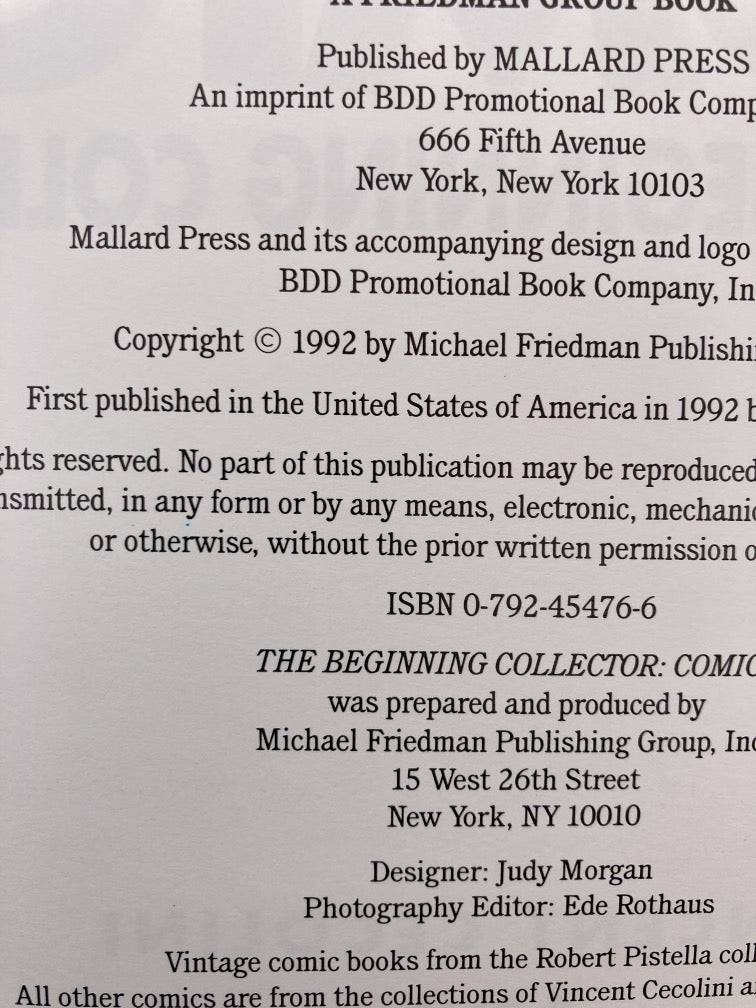 A FRIEDMAN GROUP BOOK
Published by MALLARD PRESS
An imprint of BDD Promotional Book Comp
666 Fifth Avenue
New York, New York 10103
Mallard Press and its accompanying design and logo
BDD Promotional Book Company, In
Copyright © 1992 by Michael Friedman Publishi
First published in the United States of America in 1992 b
ghts reserved. No part of this publication may be reproduced
nsmitted, in any form or by any means, electronic, mechanic
or otherwise, without the prior written permission o
ISBN 0-792-45476-6
THE BEGINNING COLLECTOR: COMIC
was prepared and produced by
Michael Friedman Publishing Group, Inc
15 West 26th Street
New York, NY 10010
Designer: Judy Morgan
Photography Editor: Ede Rothaus
Vintage comic books from the Robert Pistella coll
All other comics are from the collections of Vincent Cecolini a